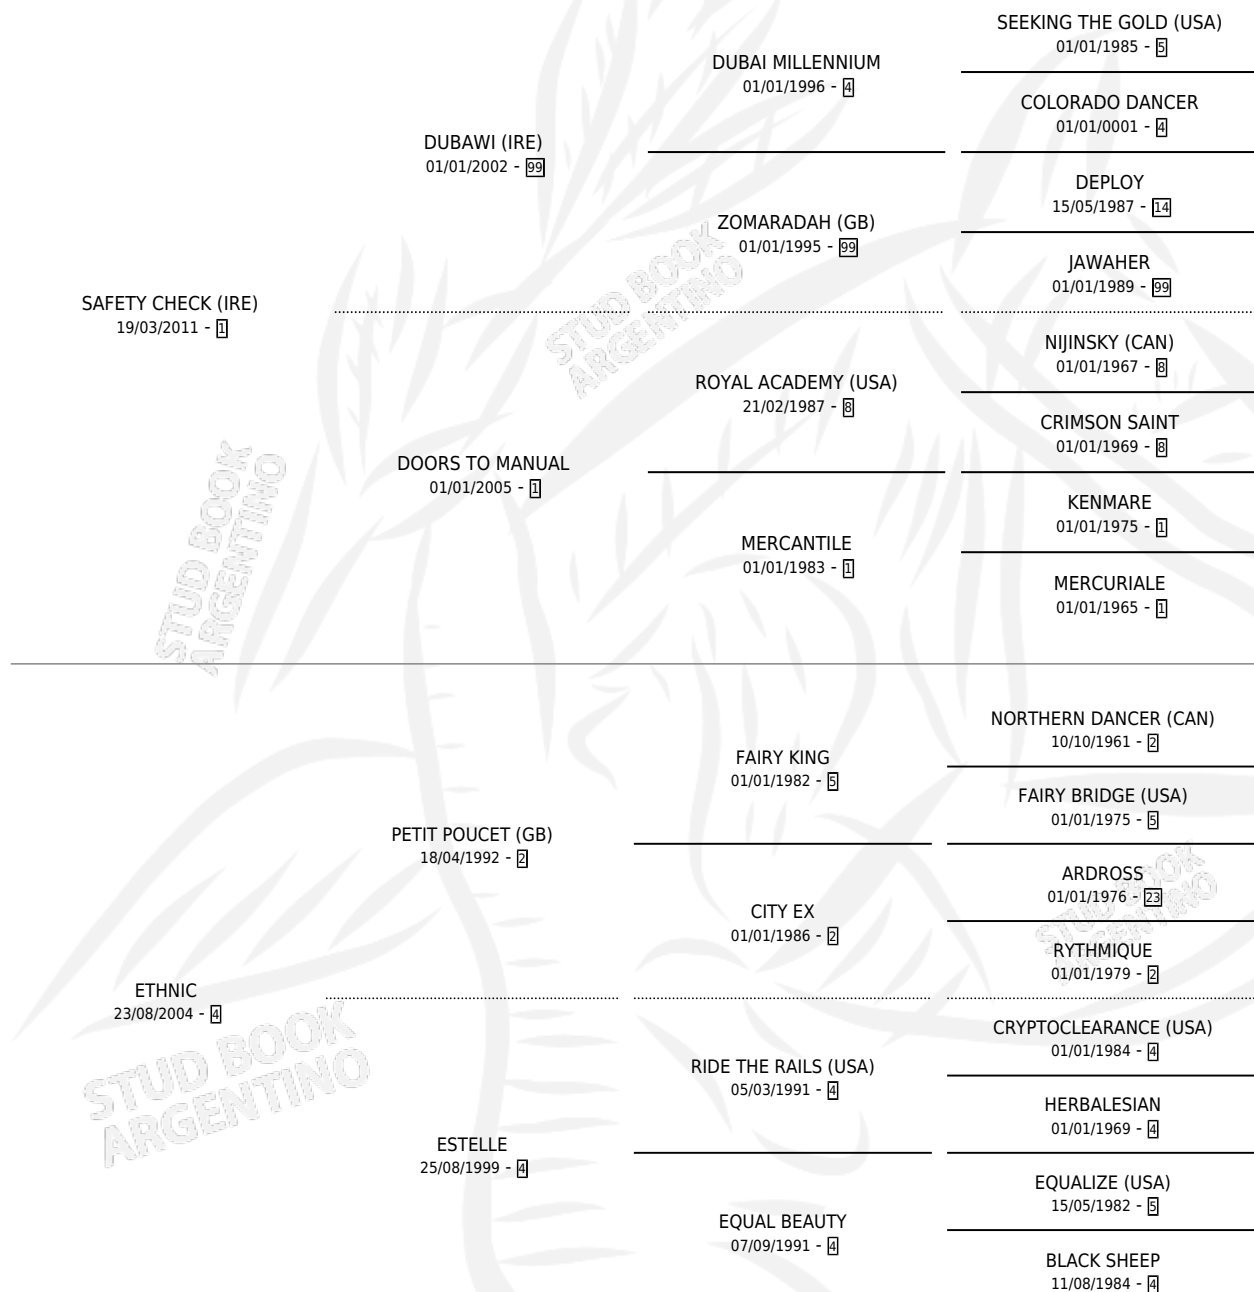 SEEKING THE GOLD (USA)
01/01/1985 - 5
DUBAI MILLENNIUM
01/01/1996 - 4
COLORADO DANCER
01/01/0001 - 4
DUBAWI (IRE)
01/01/2002 - 99
DEPLOY
15/05/1987 - 14
ZOMARADAH (GB)
01/01/1995 - 99
JAWAHER
01/01/1989 - 99
SAFETY CHECK (IRE)
19/03/2011 - 1
NIJINSKY (CAN)
01/01/1967 - 8
ROYAL ACADEMY (USA)
21/02/1987 - 8
CRIMSON SAINT
01/01/1969 - 8
DOORS TO MANUAL
01/01/2005 - 1
KENMARE
01/01/1975 - 1
MERCANTILE
01/01/1983 - 1
MERCURIALE
01/01/1965 - 1
STUD BOOK
ARGENTINO
STUD BOOK
ARGENTINO
NORTHERN DANCER (CAN)
10/10/1961 - 2
FAIRY KING
01/01/1982 - 5
FAIRY BRIDGE (USA)
01/01/1975 - 5
PETIT POUCET (GB)
18/04/1992 - 2
ARDROSS
01/01/1976 - 23
CITY EX
01/01/1986 - 2
RYTHMIQUE
01/01/1979 - 2
STUD BOOK
ARGENTINO
ETHNIC
23/08/2004 - 4
CRYPTOCLEARANCE (USA)
01/01/1984 - 4
RIDE THE RAILS (USA)
05/03/1991 - 4
HERBALESIAN
01/01/1969 - 4
STUD BOOK
ARGENTINO
ESTELLE
25/08/1999 - 4
EQUALIZE (USA)
15/05/1982 - 5
EQUAL BEAUTY
07/09/1991 - 4
BLACK SHEEP
11/08/1984 - 4